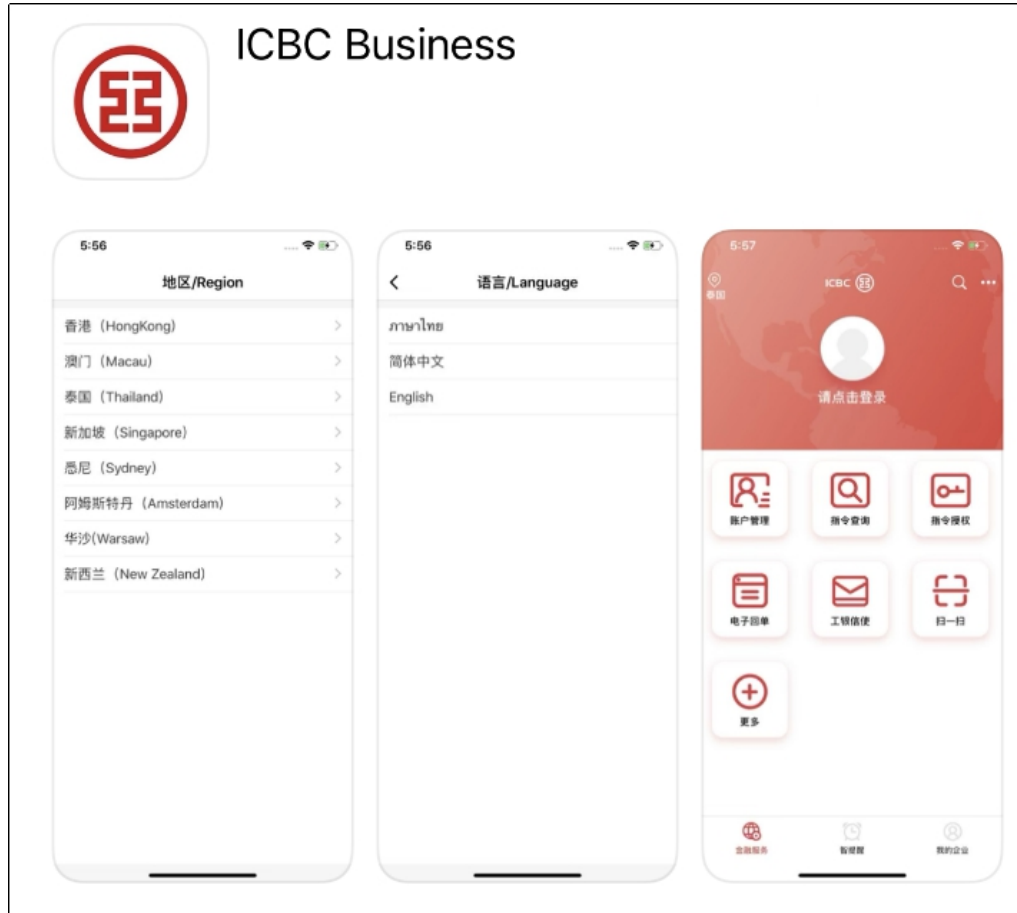 ICBC Business
5:56
地区/Region
香港（HongKong）
澳门（Macau）
泰国（Thailand）
新加坡（Singapore）
悉尼（Sydney）
阿姆斯特丹（Amsterdam）
华沙(Warsaw)
新西兰（New Zealand）
5:56
语言/Language
ภาษาไทย
简体中文
English
5:57
泰国
ICBC
请点击登录
账户管理
指令查询
指令授权
电子回单
工银信使
扫一扫
更多
金融服务
智提醒
我的企业